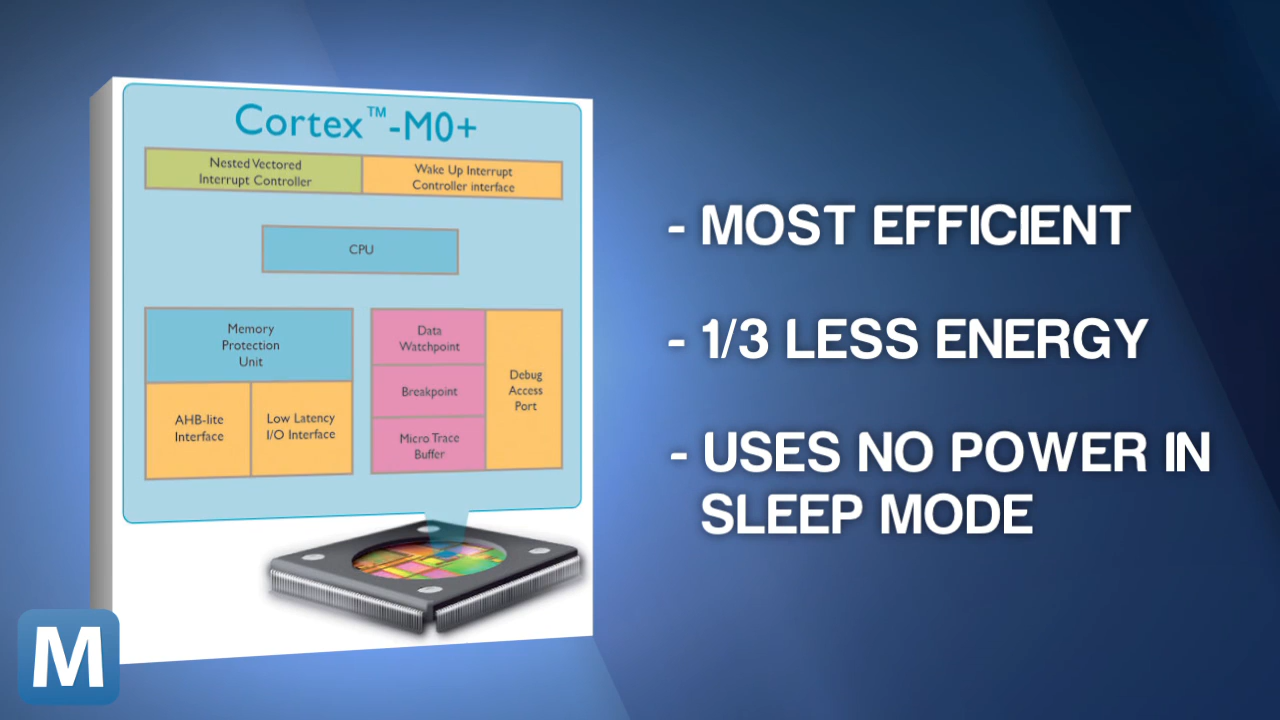 Cortex™-M0+
Nested Vectored
Interrupt Controller
Wake Up Interrupt
Controller interface
CPU
Memory
Protection
Unit
AHB-lite
Interface
Low Latency
I/O Interface
Data
Watchpoint
Breakpoint
Micro Trace
Buffer
Debug
Access
Port
- MOST EFFICIENT
- 1/3 LESS ENERGY
- USES NO POWER IN
SLEEP MODE
M